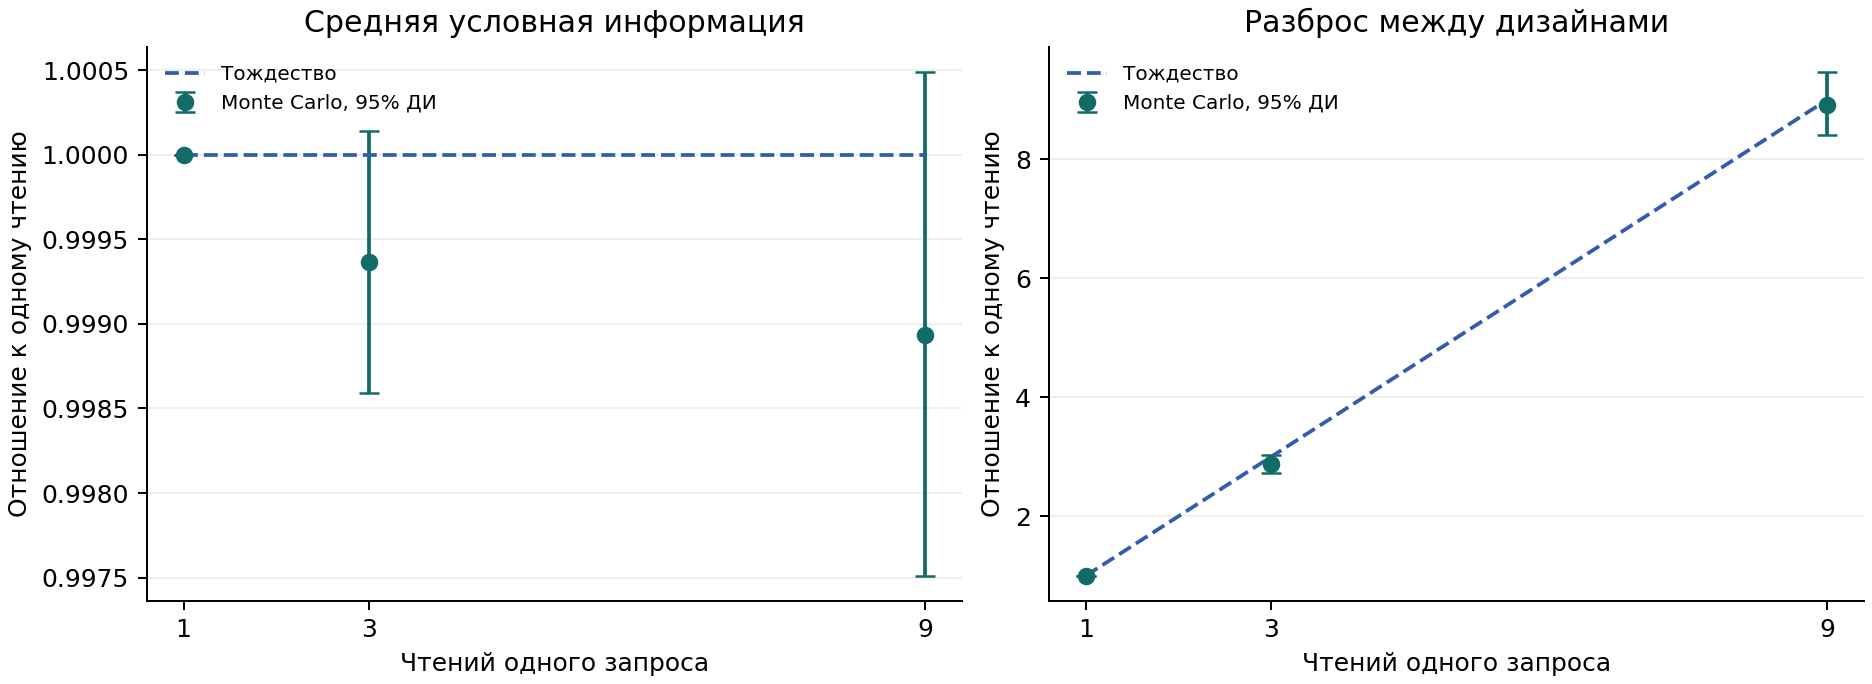 Средняя условная информация
Отношение к одному чтению
1.0005
1.0000
0.9995
0.9990
0.9985
0.9980
0.9975
Тождество
Monte Carlo, 95% ДИ
1
3
9
Чтений одного запроса
Разброс между дизайнами
Отношение к одному чтению
8
6
4
2
Тождество
Monte Carlo, 95% ДИ
1
3
9
Чтений одного запроса